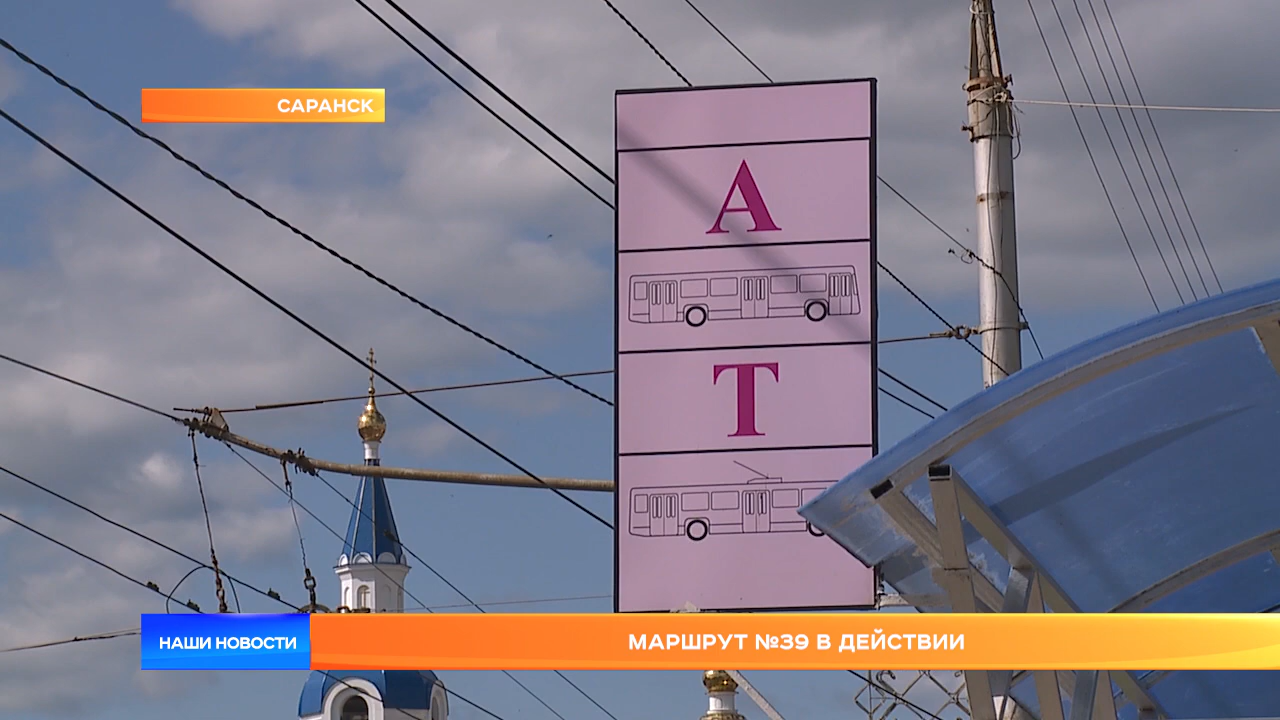 САРАНСК
А
Т
НАШИ НОВОСТИ
МАРШРУТ №39 В ДЕЙСТВИИ